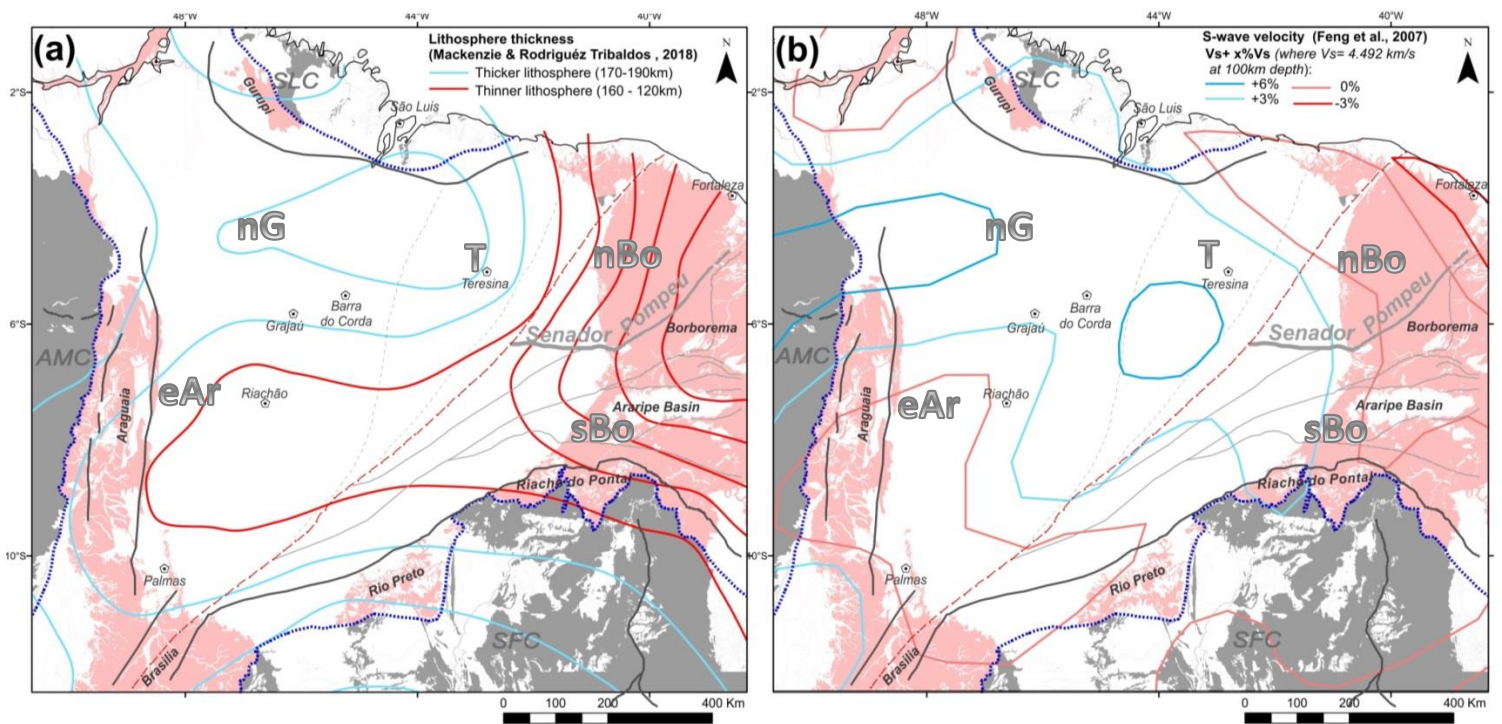 48°W 44°W 40°W
(a)
Lithosphere thickness
(Mackenzie & Rodriguéz Tribaldos , 2018)
Thicker lithosphere (170-190km)
Thinner lithosphere (160 - 120km)
N
SLC
Gurupi
2°S
São Luis
Fortaleza
nG
T
nBo
Teresina
Barra
do Corda
Grajaú
Senador Pompeu
6°S
Borborema
AMC
eAr
Riachão
Araguaia
Araripe Basin
sBo
Riacho do Pontal
10°S
Palmas
Rio Preto
SFC
Brasília
0 100 200 400 Km
48°W 44°W 40°W
(b)
S-wave velocity (Feng et al., 2007)
Vs+ x%Vs (where Vs= 4.492 km/s
at 100km depth):
+6% 0%
+3% -3%
N
SLC
Gurupi
2°S
São Luis
Fortaleza
nG
T
nBo
Teresina
Barra
do Corda
Grajaú
Senador Pompeu
6°S
Borborema
AMC
eAr
Riachão
Araguaia
Araripe Basin
sBo
Riacho do Pontal
10°S
Palmas
Rio Preto
SFC
Brasília
0 100 200 400 Km